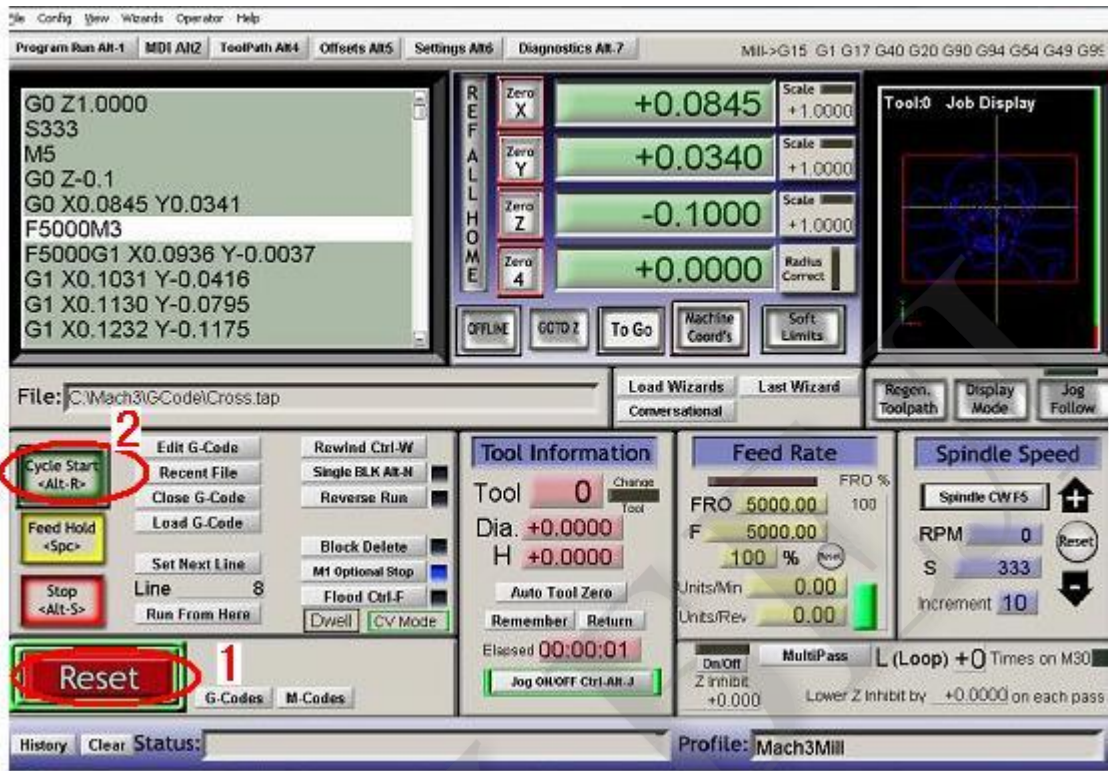 File Config View Wizards Operator Help
Program Run Alt-1 MDI Alt2 ToolPath Alt4 Offsets Alt5 Settings Alt6 Diagnostics Alt-7 Mill->G15 G1 G17 G40 G20 G90 G94 G54 G49 G99
G0 Z1.0000
S333
M5
G0 Z-0.1
G0 X0.0845 Y0.0341
F5000M3
F5000G1 X0.0936 Y-0.0037
G1 X0.1031 Y-0.0416
G1 X0.1130 Y-0.0795
G1 X0.1232 Y-0.1175
REF ALL HOME
Zero X +0.0845 Scale +1.0000
Zero Y +0.0340 Scale +1.0000
Zero Z -0.1000 Scale +1.0000
Zero 4 +0.0000 Radius Correct
OFFLINE GOTO Z To Go Machine Coord's Soft Limits
Tool:0 Job Display
File: C:\Mach3\GCode\Cross.tap
Load Wizards Last Wizard
Conversational
Regen. Toolpath Display Mode Jog Follow
2
Cycle Start <Alt-R>
Feed Hold <Spc>
Stop <Alt-S>
Edit G-Code
Recent File
Close G-Code
Load G-Code
Set Next Line
Line 8
Run From Here
Rewind Ctrl-W
Single BLK Alt-N
Reverse Run
Block Delete
M1 Optional Stop
Flood Ctrl-F
Dwell CV Mode
1
Reset
G-Codes M-Codes
Tool Information
Tool 0 Change Tool
Dia. +0.0000
H +0.0000
Auto Tool Zero
Remember Return
Elapsed 00:00:01
Jog ON/OFF Ctrl-Alt-J
Feed Rate
FRO %
FRO 5000.00 100
F 5000.00
100 % Reset
Units/Min 0.00
Units/Rev 0.00
Spindle Speed
Spindle CW F5
RPM 0 Reset
S 333
Increment 10
On/Off
Z Inhibit
+0.000
MultiPass L (Loop) +0 Times on M30
Lower Z Inhibit by +0.0000 on each pass
History Clear Status: Profile: Mach3Mill